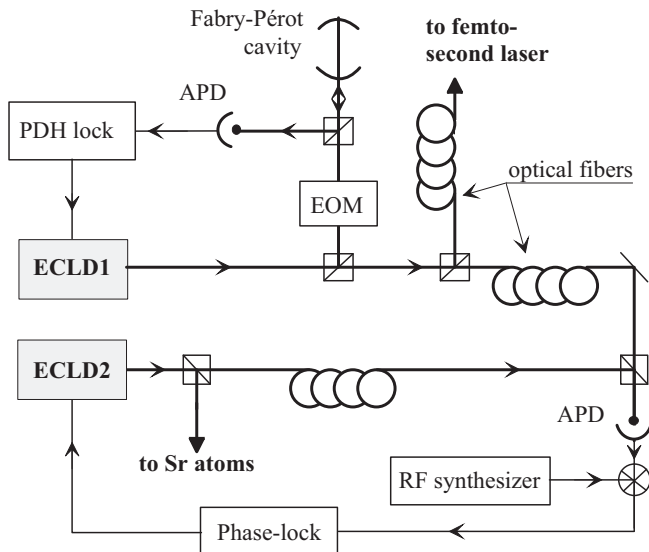 Fabry-Pérot
cavity
to femto-
second laser
APD
PDH lock
optical fibers
EOM
ECLD1
ECLD2
APD
to Sr atoms
RF synthesizer
Phase-lock